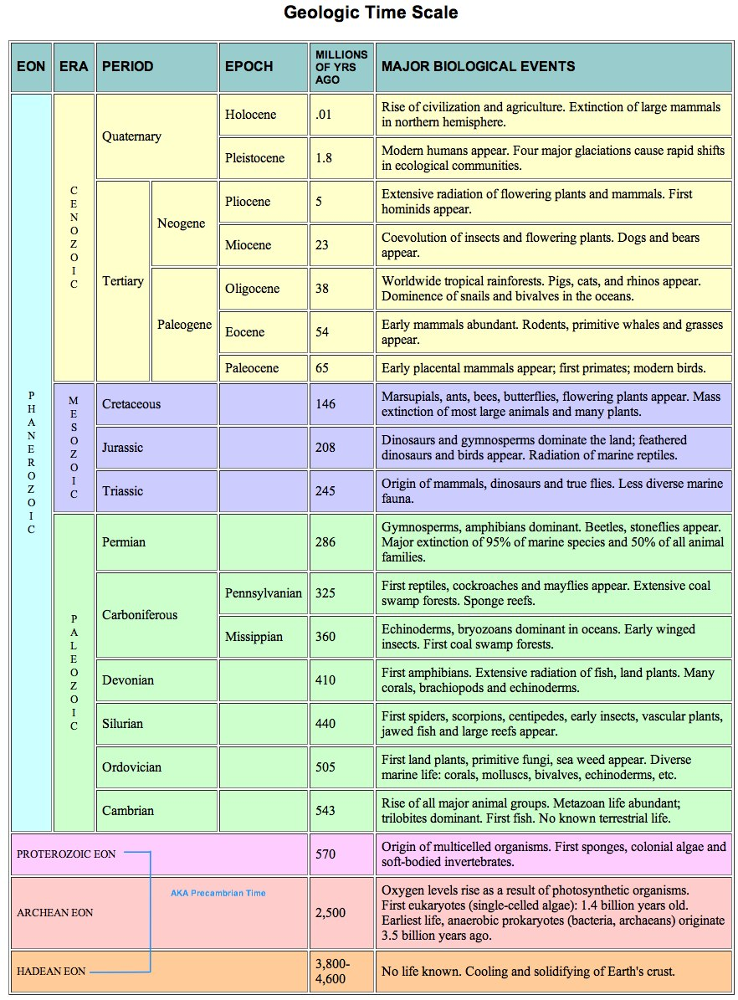 Geologic Time Scale
EON
ERA
PERIOD
EPOCH
MILLIONS
OF YRS
AGO
MAJOR BIOLOGICAL EVENTS
PHANEROZOIC
CENOZOIC
Quaternary
Holocene
.01
Rise of civilization and agriculture. Extinction of large mammals
in northern hemisphere.
Pleistocene
1.8
Modern humans appear. Four major glaciations cause rapid shifts
in ecological communities.
Tertiary
Neogene
Pliocene
5
Extensive radiation of flowering plants and mammals. First
hominids appear.
Miocene
23
Coevolution of insects and flowering plants. Dogs and bears
appear.
Paleogene
Oligocene
38
Worldwide tropical rainforests. Pigs, cats, and rhinos appear.
Dominence of snails and bivalves in the oceans.
Eocene
54
Early mammals abundant. Rodents, primitive whales and grasses
appear.
Paleocene
65
Early placental mammals appear; first primates; modern birds.
MESOZOIC
Cretaceous
146
Marsupials, ants, bees, butterflies, flowering plants appear. Mass
extinction of most large animals and many plants.
Jurassic
208
Dinosaurs and gymnosperms dominate the land; feathered
dinosaurs and birds appear. Radiation of marine reptiles.
Triassic
245
Origin of mammals, dinosaurs and true flies. Less diverse marine
fauna.
PALEOZOIC
Permian
286
Gymnosperms, amphibians dominant. Beetles, stoneflies appear.
Major extinction of 95% of marine species and 50% of all animal
families.
Carboniferous
Pennsylvanian
325
First reptiles, cockroaches and mayflies appear. Extensive coal
swamp forests. Sponge reefs.
Missippian
360
Echinoderms, bryozoans dominant in oceans. Early winged
insects. First coal swamp forests.
Devonian
410
First amphibians. Extensive radiation of fish, land plants. Many
corals, brachiopods and echinoderms.
Silurian
440
First spiders, scorpions, centipedes, early insects, vascular plants,
jawed fish and large reefs appear.
Ordovician
505
First land plants, primitive fungi, sea weed appear. Diverse
marine life: corals, molluscs, bivalves, echinoderms, etc.
Cambrian
543
Rise of all major animal groups. Metazoan life abundant;
trilobites dominant. First fish. No known terrestrial life.
PROTEROZOIC EON
570
Origin of multicelled organisms. First sponges, colonial algae and
soft-bodied invertebrates.
AKA Precambrian Time
ARCHEAN EON
2,500
Oxygen levels rise as a result of photosynthetic organisms.
First eukaryotes (single-celled algae): 1.4 billion years old.
Earliest life, anaerobic prokaryotes (bacteria, archaeans) originate
3.5 billion years ago.
HADEAN EON
3,800-
4,600
No life known. Cooling and solidifying of Earth's crust.